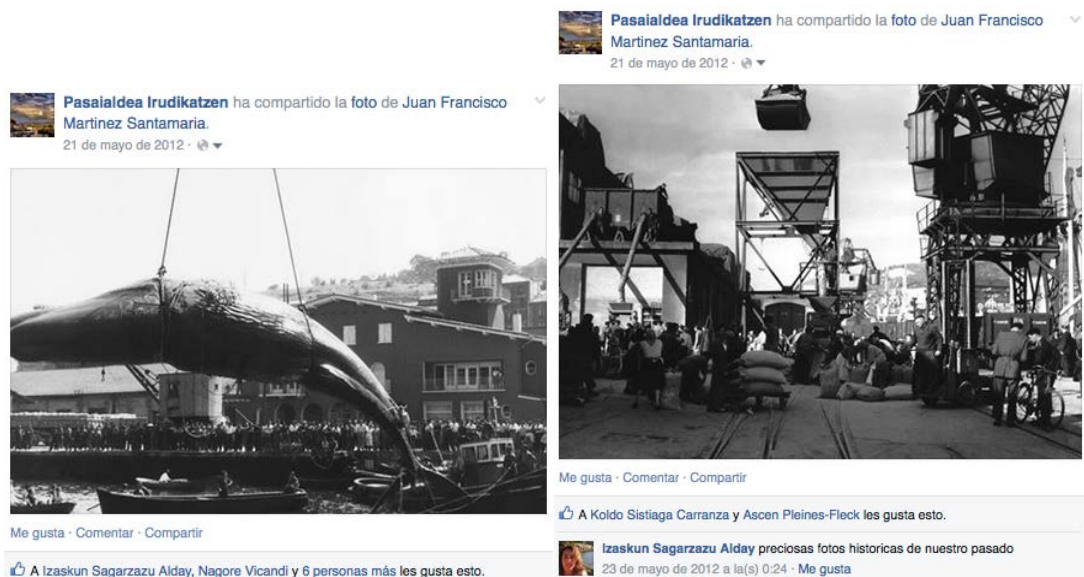 Pasaialdea Irudikatzen ha compartido la foto de Juan Francisco
Martinez Santamaria.
21 de mayo de 2012 ·
Me gusta · Comentar · Compartir
A Izaskun Sagarzazu Alday, Nagore Vicandi y 6 personas más les gusta esto.
Pasaialdea Irudikatzen ha compartido la foto de Juan Francisco
Martinez Santamaria.
21 de mayo de 2012 ·
Me gusta · Comentar · Compartir
A Koldo Sistiaga Carranza y Ascen Pleines-Fleck les gusta esto.
Izaskun Sagarzazu Alday preciosas fotos historicas de nuestro pasado
23 de mayo de 2012 a la(s) 0:24 · Me gusta